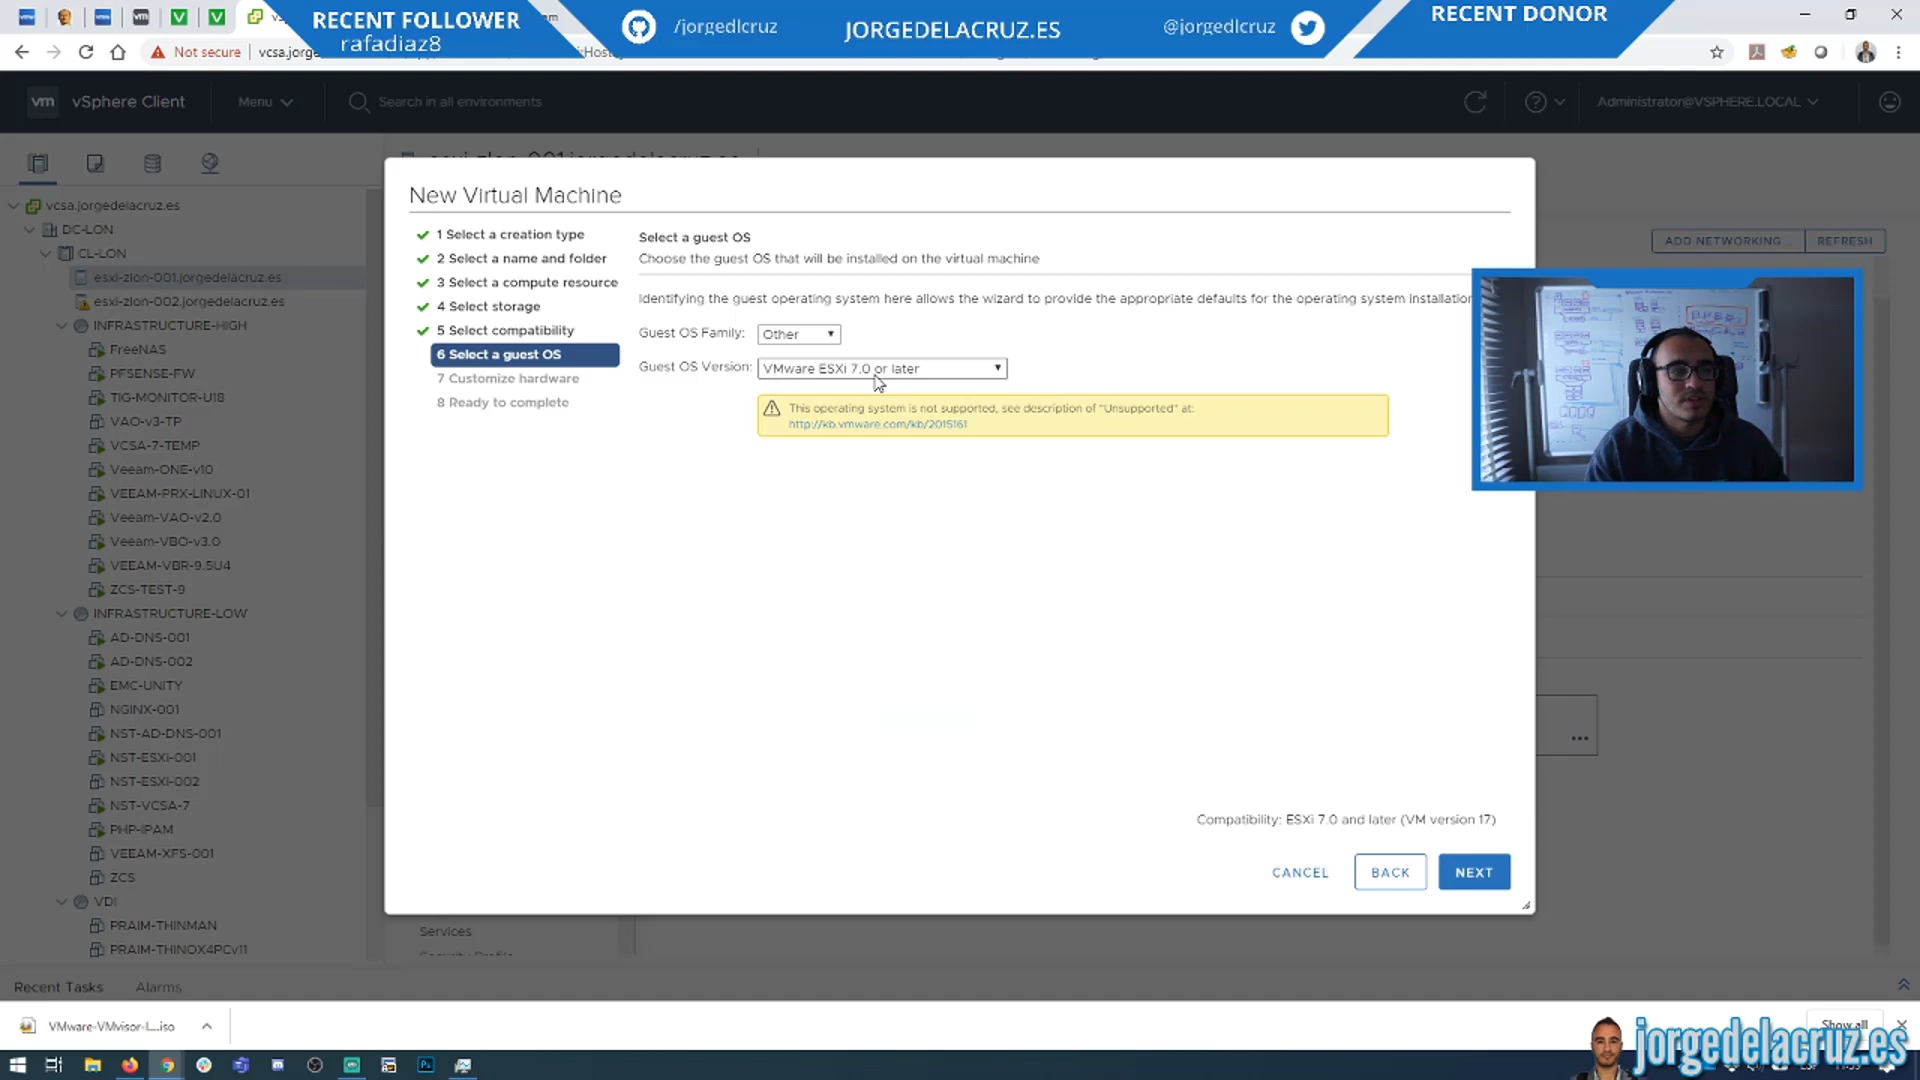 RECENT FOLLOWER
rafadiaz8
/jorgedlcruz
JORGEDELACRUZ.ES
@jorgedlcruz
RECENT DONOR
Not secure
vcsa.jorg
vm
vSphere Client
Menu
Search in all environments
Administrator@VSPHERE.LOCAL
vcsa.jorgedelacruz.es
DC-LON
CL-LON
esxi-zlon-001.jorgedelacruz.es
esxi-zlon-002.jorgedelacruz.es
INFRASTRUCTURE-HIGH
FreeNAS
PFSENSE-FW
TIG-MONITOR-U18
VAO-v3-TP
VCSA-7-TEMP
Veeam-ONE-v10
VEEAM-PRX-LINUX-01
Veeam-VAO-v2.0
Veeam-VBO-v3.0
VEEAM-VBR-9.5U4
ZCS-TEST-9
INFRASTRUCTURE-LOW
AD-DNS-001
AD-DNS-002
EMC-UNITY
NGINX-001
NST-AD-DNS-001
NST-ESXI-001
NST-ESXI-002
NST-VCSA-7
PHP-IPAM
VEEAM-XFS-001
ZCS
VDI
PRAIM-THINMAN
PRAIM-THINOX4PCv11
ADD NETWORKING...
REFRESH
New Virtual Machine
1 Select a creation type
2 Select a name and folder
3 Select a compute resource
4 Select storage
5 Select compatibility
6 Select a guest OS
7 Customize hardware
8 Ready to complete
Select a guest OS
Choose the guest OS that will be installed on the virtual machine
Identifying the guest operating system here allows the wizard to provide the appropriate defaults for the operating system installation
Guest OS Family:
Other
Guest OS Version:
VMware ESXi 7.0 or later
This operating system is not supported, see description of "Unsupported" at:
http://kb.vmware.com/kb/2015161
Compatibility: ESXi 7.0 and later (VM version 17)
CANCEL
BACK
NEXT
Services
Recent Tasks
Alarms
VMware-VMvisor-I....iso
Show all
jorgedelacruz.es